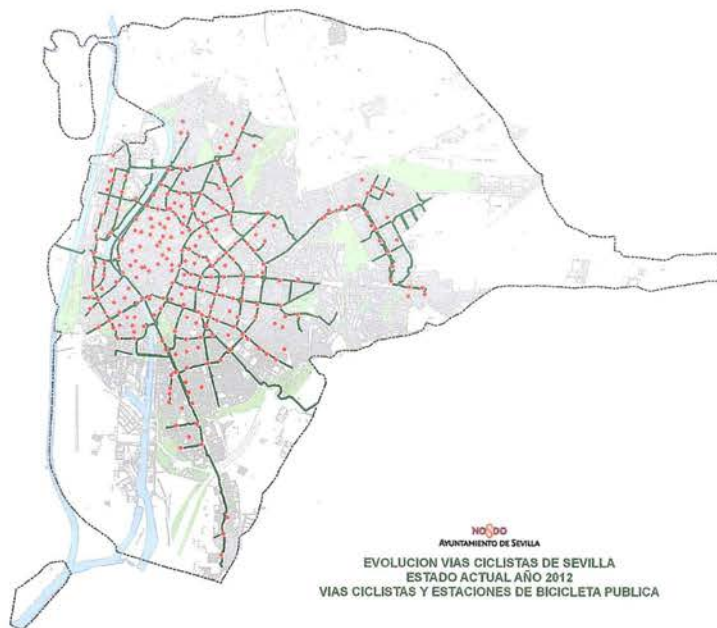 NO8DO
AYUNTAMIENTO DE SEVILLA
EVOLUCION VIAS CICLISTAS DE SEVILLA
ESTADO ACTUAL AÑO 2012
VIAS CICLISTAS Y ESTACIONES DE BICICLETA PUBLICA